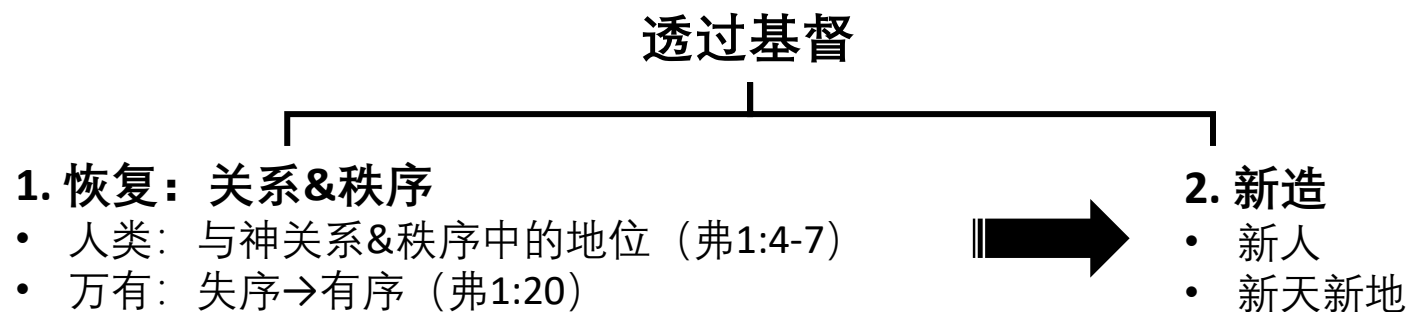 透过基督
1. 恢复：关系&秩序
• 人类：与神关系&秩序中的地位（弗1:4-7）
• 万有：失序→有序（弗1:20）
2. 新造
• 新人
• 新天新地